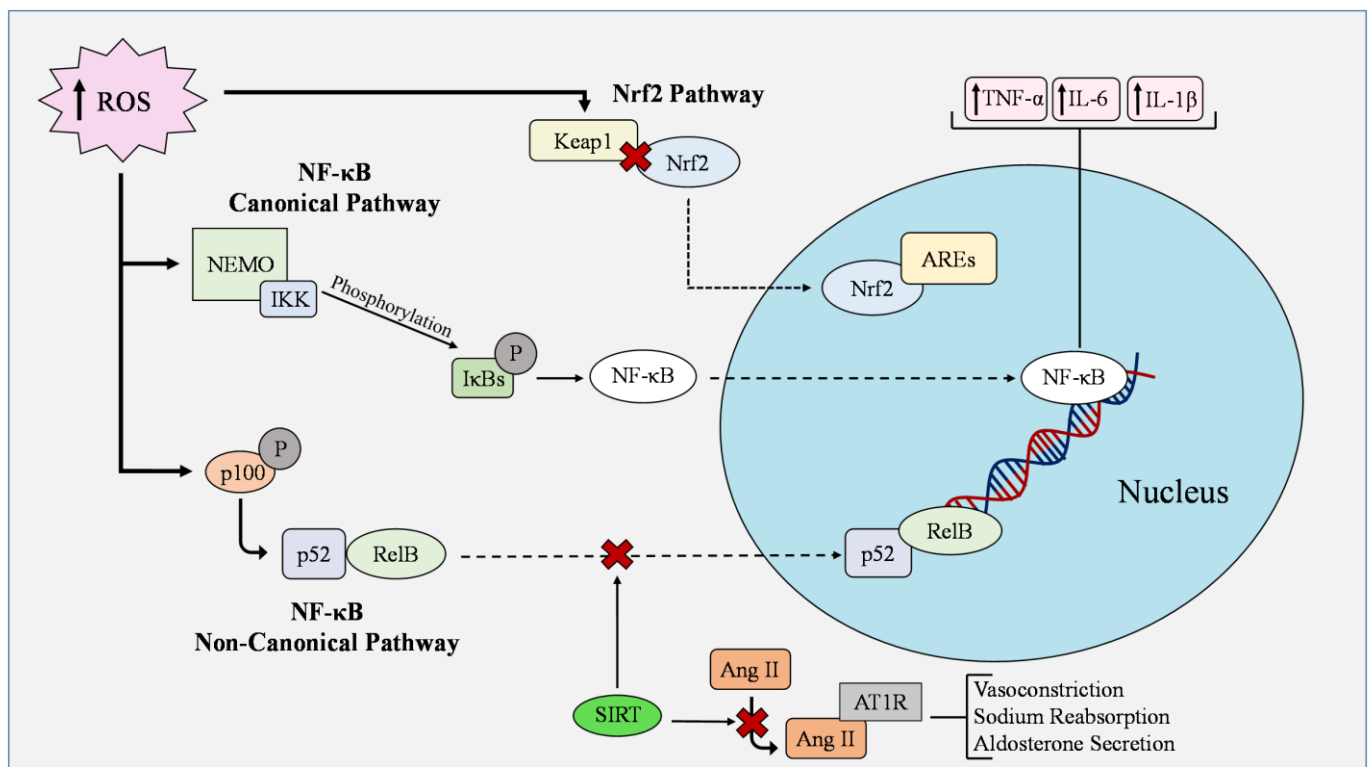 ROS
Nrf2 Pathway
TNF-α
IL-6
IL-1β
Keap1
Nrf2
NF-κB
Canonical Pathway
NEMO
IKK
Phosphorylation
AREs
Nrf2
P
IκBs
NF-κB
NF-κB
P
p100
Nucleus
p52
RelB
p52
RelB
NF-κB
Non-Canonical Pathway
Ang II
SIRT
AT1R
Ang II
Vasoconstriction
Sodium Reabsorption
Aldosterone Secretion